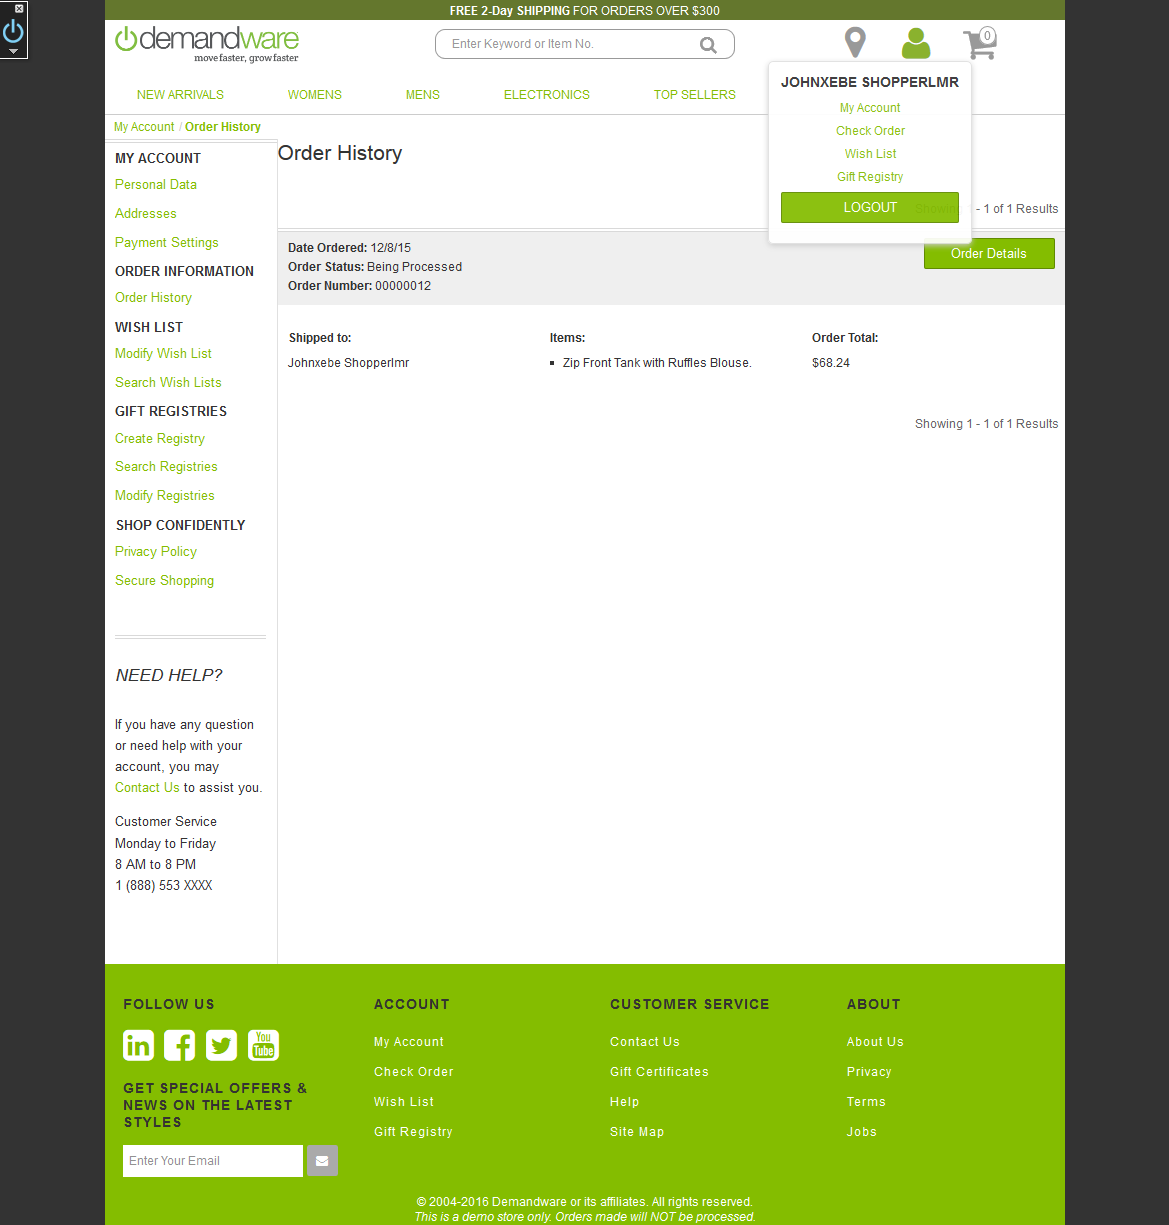 FREE 2-Day SHIPPING FOR ORDERS OVER $300
demandware
move faster, grow faster
Enter Keyword or Item No.
0
NEW ARRIVALS WOMENS MENS ELECTRONICS TOP SELLERS
JOHNXEBE SHOPPERLMR
My Account
Check Order
Wish List
Gift Registry
LOGOUT
My Account / Order History
MY ACCOUNT
Personal Data
Addresses
Payment Settings
ORDER INFORMATION
Order History
WISH LIST
Modify Wish List
Search Wish Lists
GIFT REGISTRIES
Create Registry
Search Registries
Modify Registries
SHOP CONFIDENTLY
Privacy Policy
Secure Shopping
NEED HELP?
If you have any question
or need help with your
account, you may
Contact Us to assist you.
Customer Service
Monday to Friday
8 AM to 8 PM
1 (888) 553 XXXX
Order History
Showing 1 - 1 of 1 Results
Date Ordered: 12/8/15
Order Status: Being Processed
Order Number: 00000012
Order Details
Shipped to: Items: Order Total:
Johnxebe Shopperlmr Zip Front Tank with Ruffles Blouse. $68.24
Showing 1 - 1 of 1 Results
FOLLOW US
You
Tube
GET SPECIAL OFFERS &
NEWS ON THE LATEST
STYLES
Enter Your Email
ACCOUNT
My Account
Check Order
Wish List
Gift Registry
CUSTOMER SERVICE
Contact Us
Gift Certificates
Help
Site Map
ABOUT
About Us
Privacy
Terms
Jobs
© 2004-2016 Demandware or its affiliates. All rights reserved.
This is a demo store only. Orders made will NOT be processed.